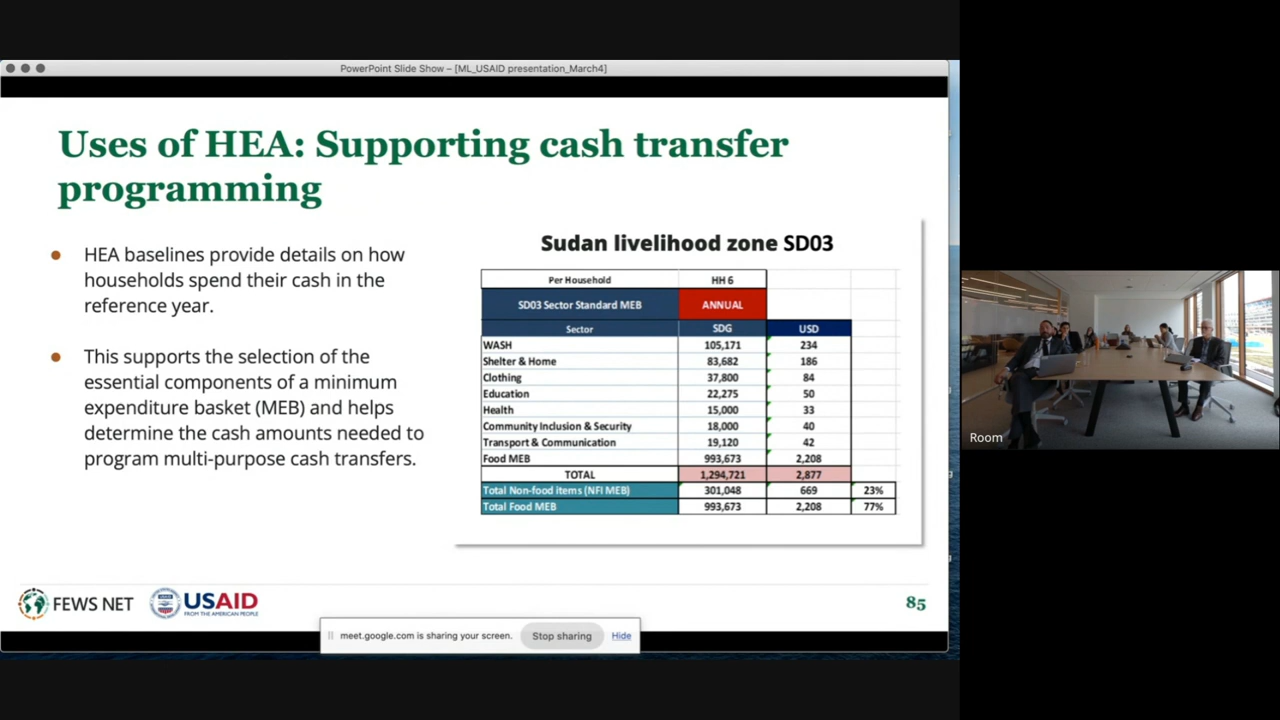 PowerPoint Slide Show – [ML_USAID presentation_March4]
Uses of HEA: Supporting cash transfer
programming
● HEA baselines provide details on how
households spend their cash in the
reference year.
● This supports the selection of the
essential components of a minimum
expenditure basket (MEB) and helps
determine the cash amounts needed to
program multi-purpose cash transfers.
Sudan livelihood zone SD03
Per Household HH 6
SD03 Sector Standard MEB ANNUAL
Sector SDG USD
WASH 105,171 234
Shelter & Home 83,682 186
Clothing 37,800 84
Education 22,275 50
Health 15,000 33
Community Inclusion & Security 18,000 40
Transport & Communication 19,120 42
Food MEB 993,673 2,208
TOTAL 1,294,721 2,877
Total Non-food items (NFI MEB) 301,048 669 23%
Total Food MEB 993,673 2,208 77%
FEWS NET
USAID
FROM THE AMERICAN PEOPLE
85
meet.google.com is sharing your screen. Stop sharing Hide
Room